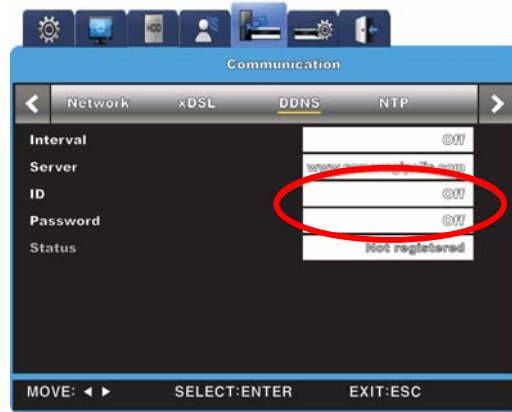 HDD
Communication
Network xDSL DDNS NTP
Interval Off
Server
ID Off
Password Off
Status Not registered
MOVE: ◄ ► SELECT:ENTER EXIT:ESC